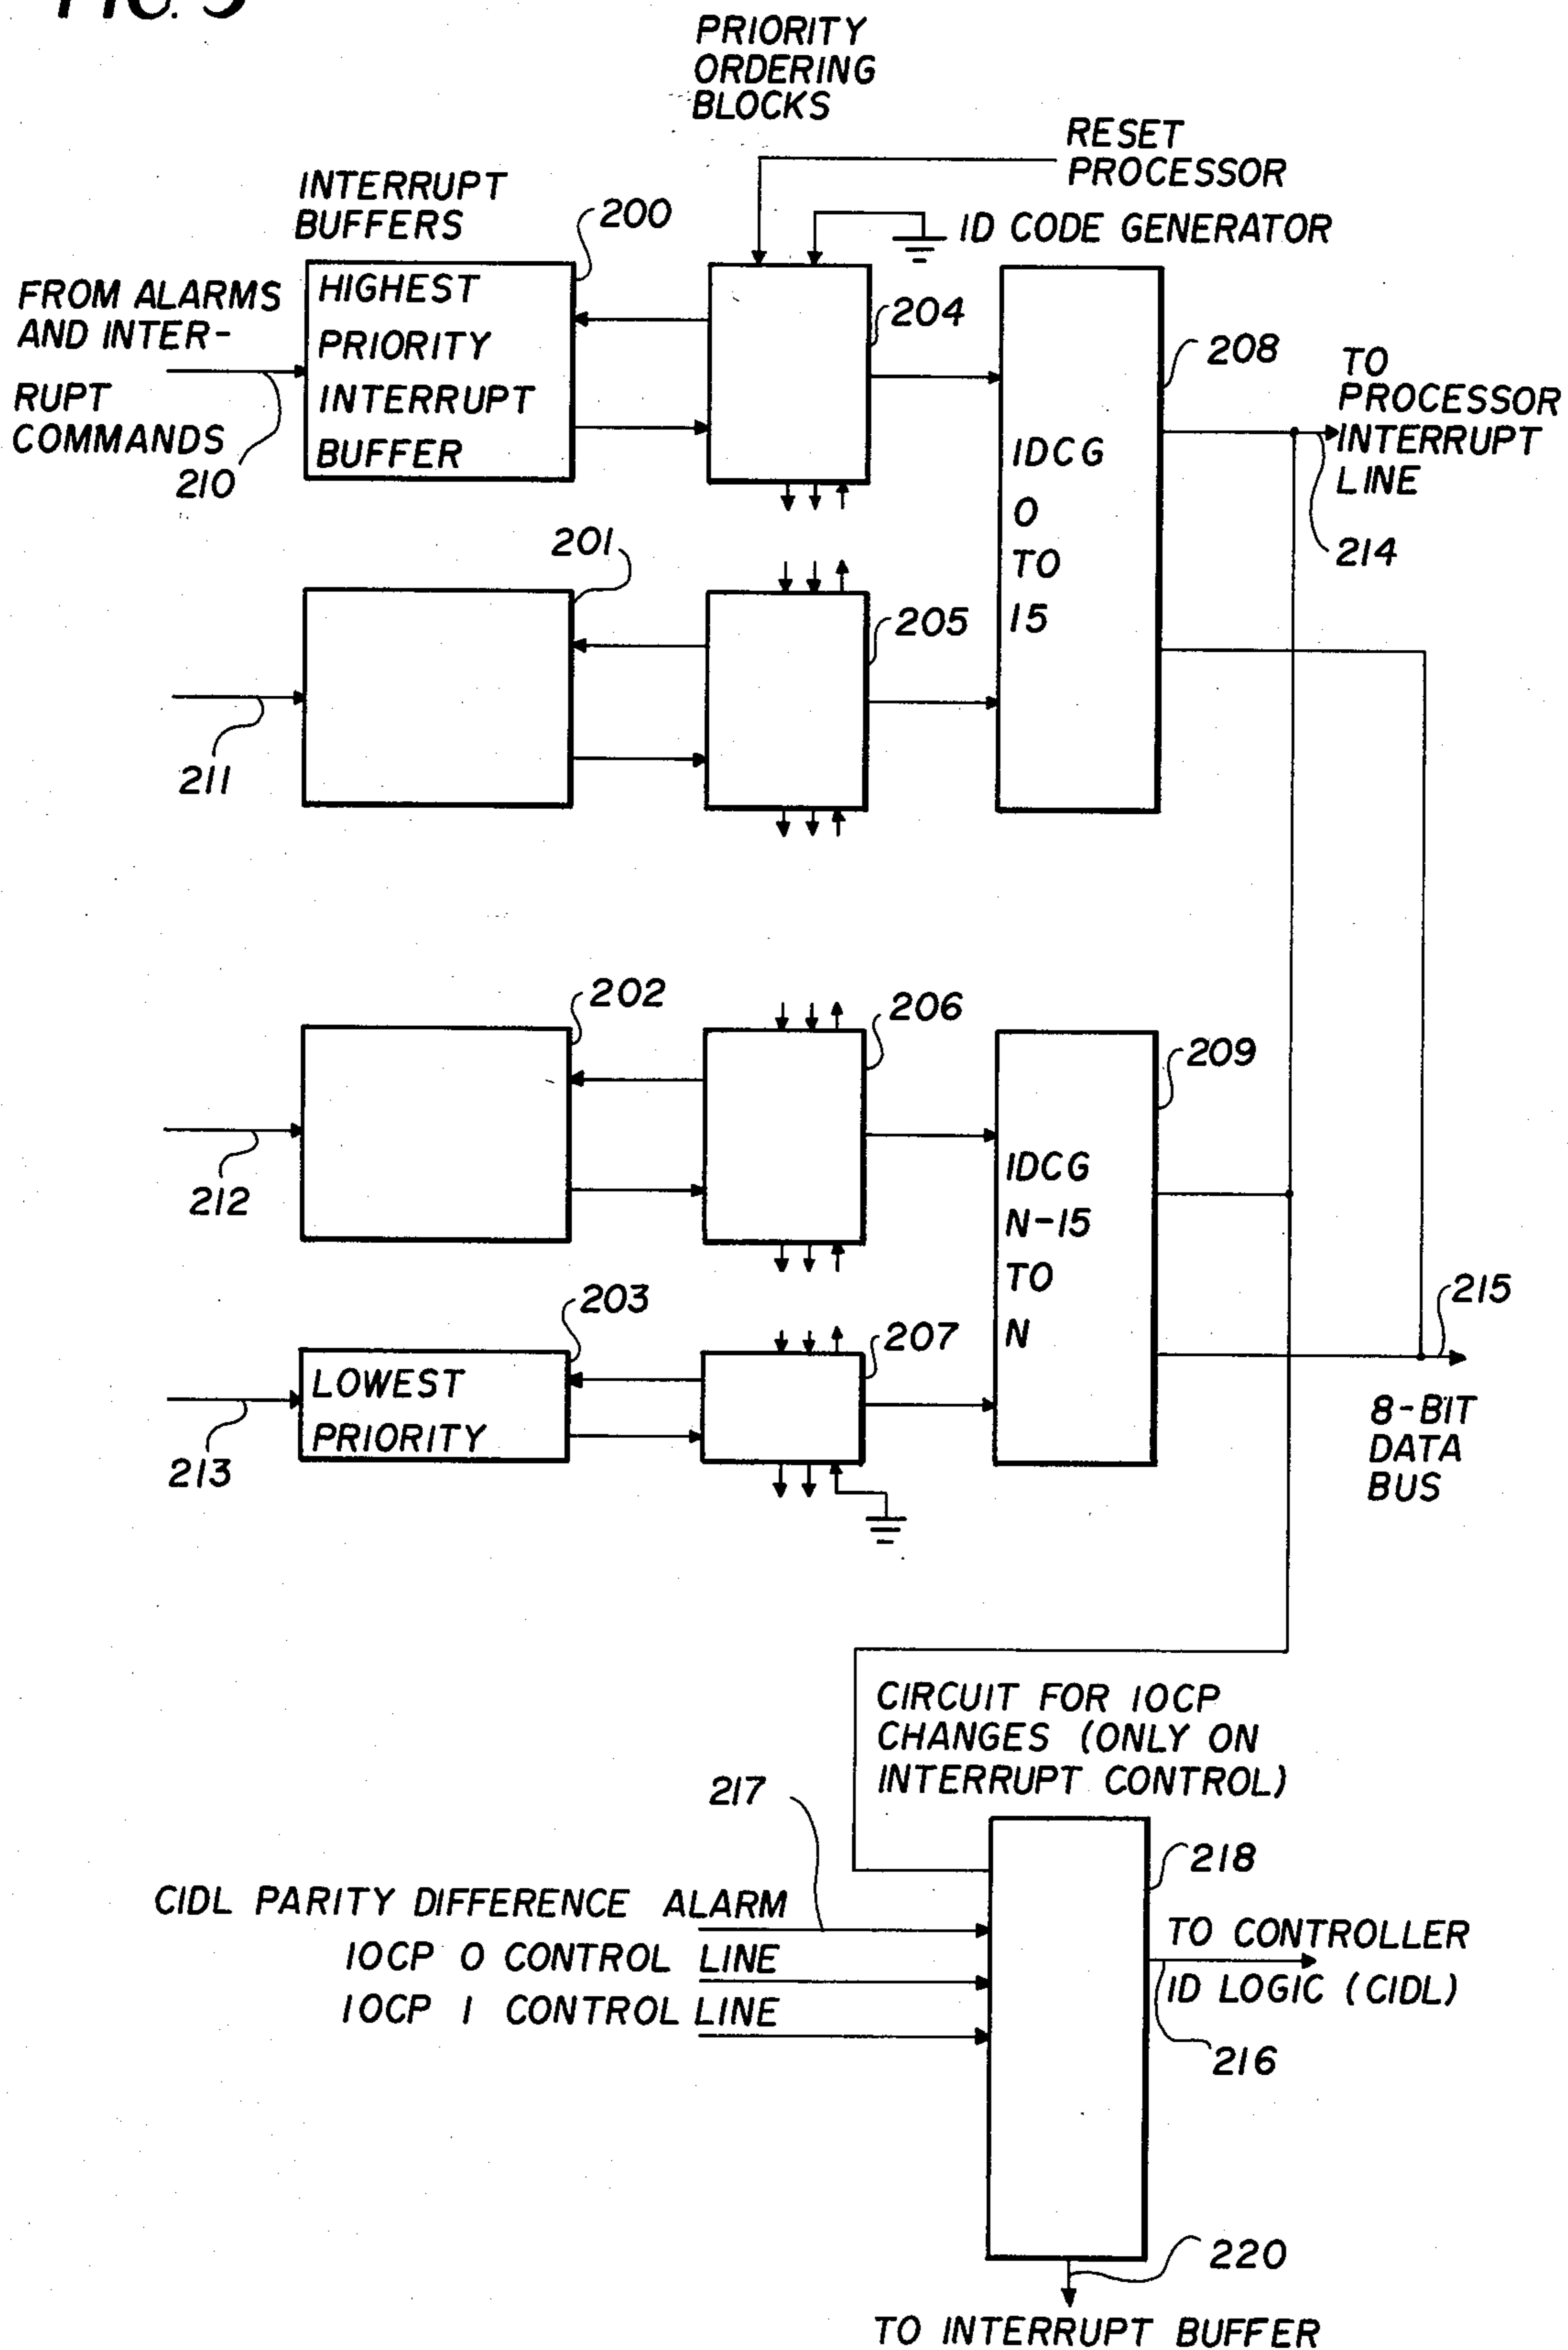 FIG. 5
PRIORITY
ORDERING
BLOCKS
RESET
PROCESSOR
INTERRUPT
BUFFERS
200
ID CODE GENERATOR
FROM ALARMS
AND INTER-
RUPT
COMMANDS
210
HIGHEST
PRIORITY
INTERRUPT
BUFFER
204
208
TO
PROCESSOR
INTERRUPT
LINE
214
IDCG
0
TO
15
201
205
211
202
206
209
212
IDCG
N-15
TO
N
203
207
215
LOWEST
PRIORITY
213
8-BIT
DATA
BUS
CIRCUIT FOR IOCP
CHANGES (ONLY ON
INTERRUPT CONTROL)
217
218
CIDL PARITY DIFFERENCE ALARM
IOCP 0 CONTROL LINE
IOCP 1 CONTROL LINE
TO CONTROLLER
ID LOGIC (CIDL)
216
220
TO INTERRUPT BUFFER